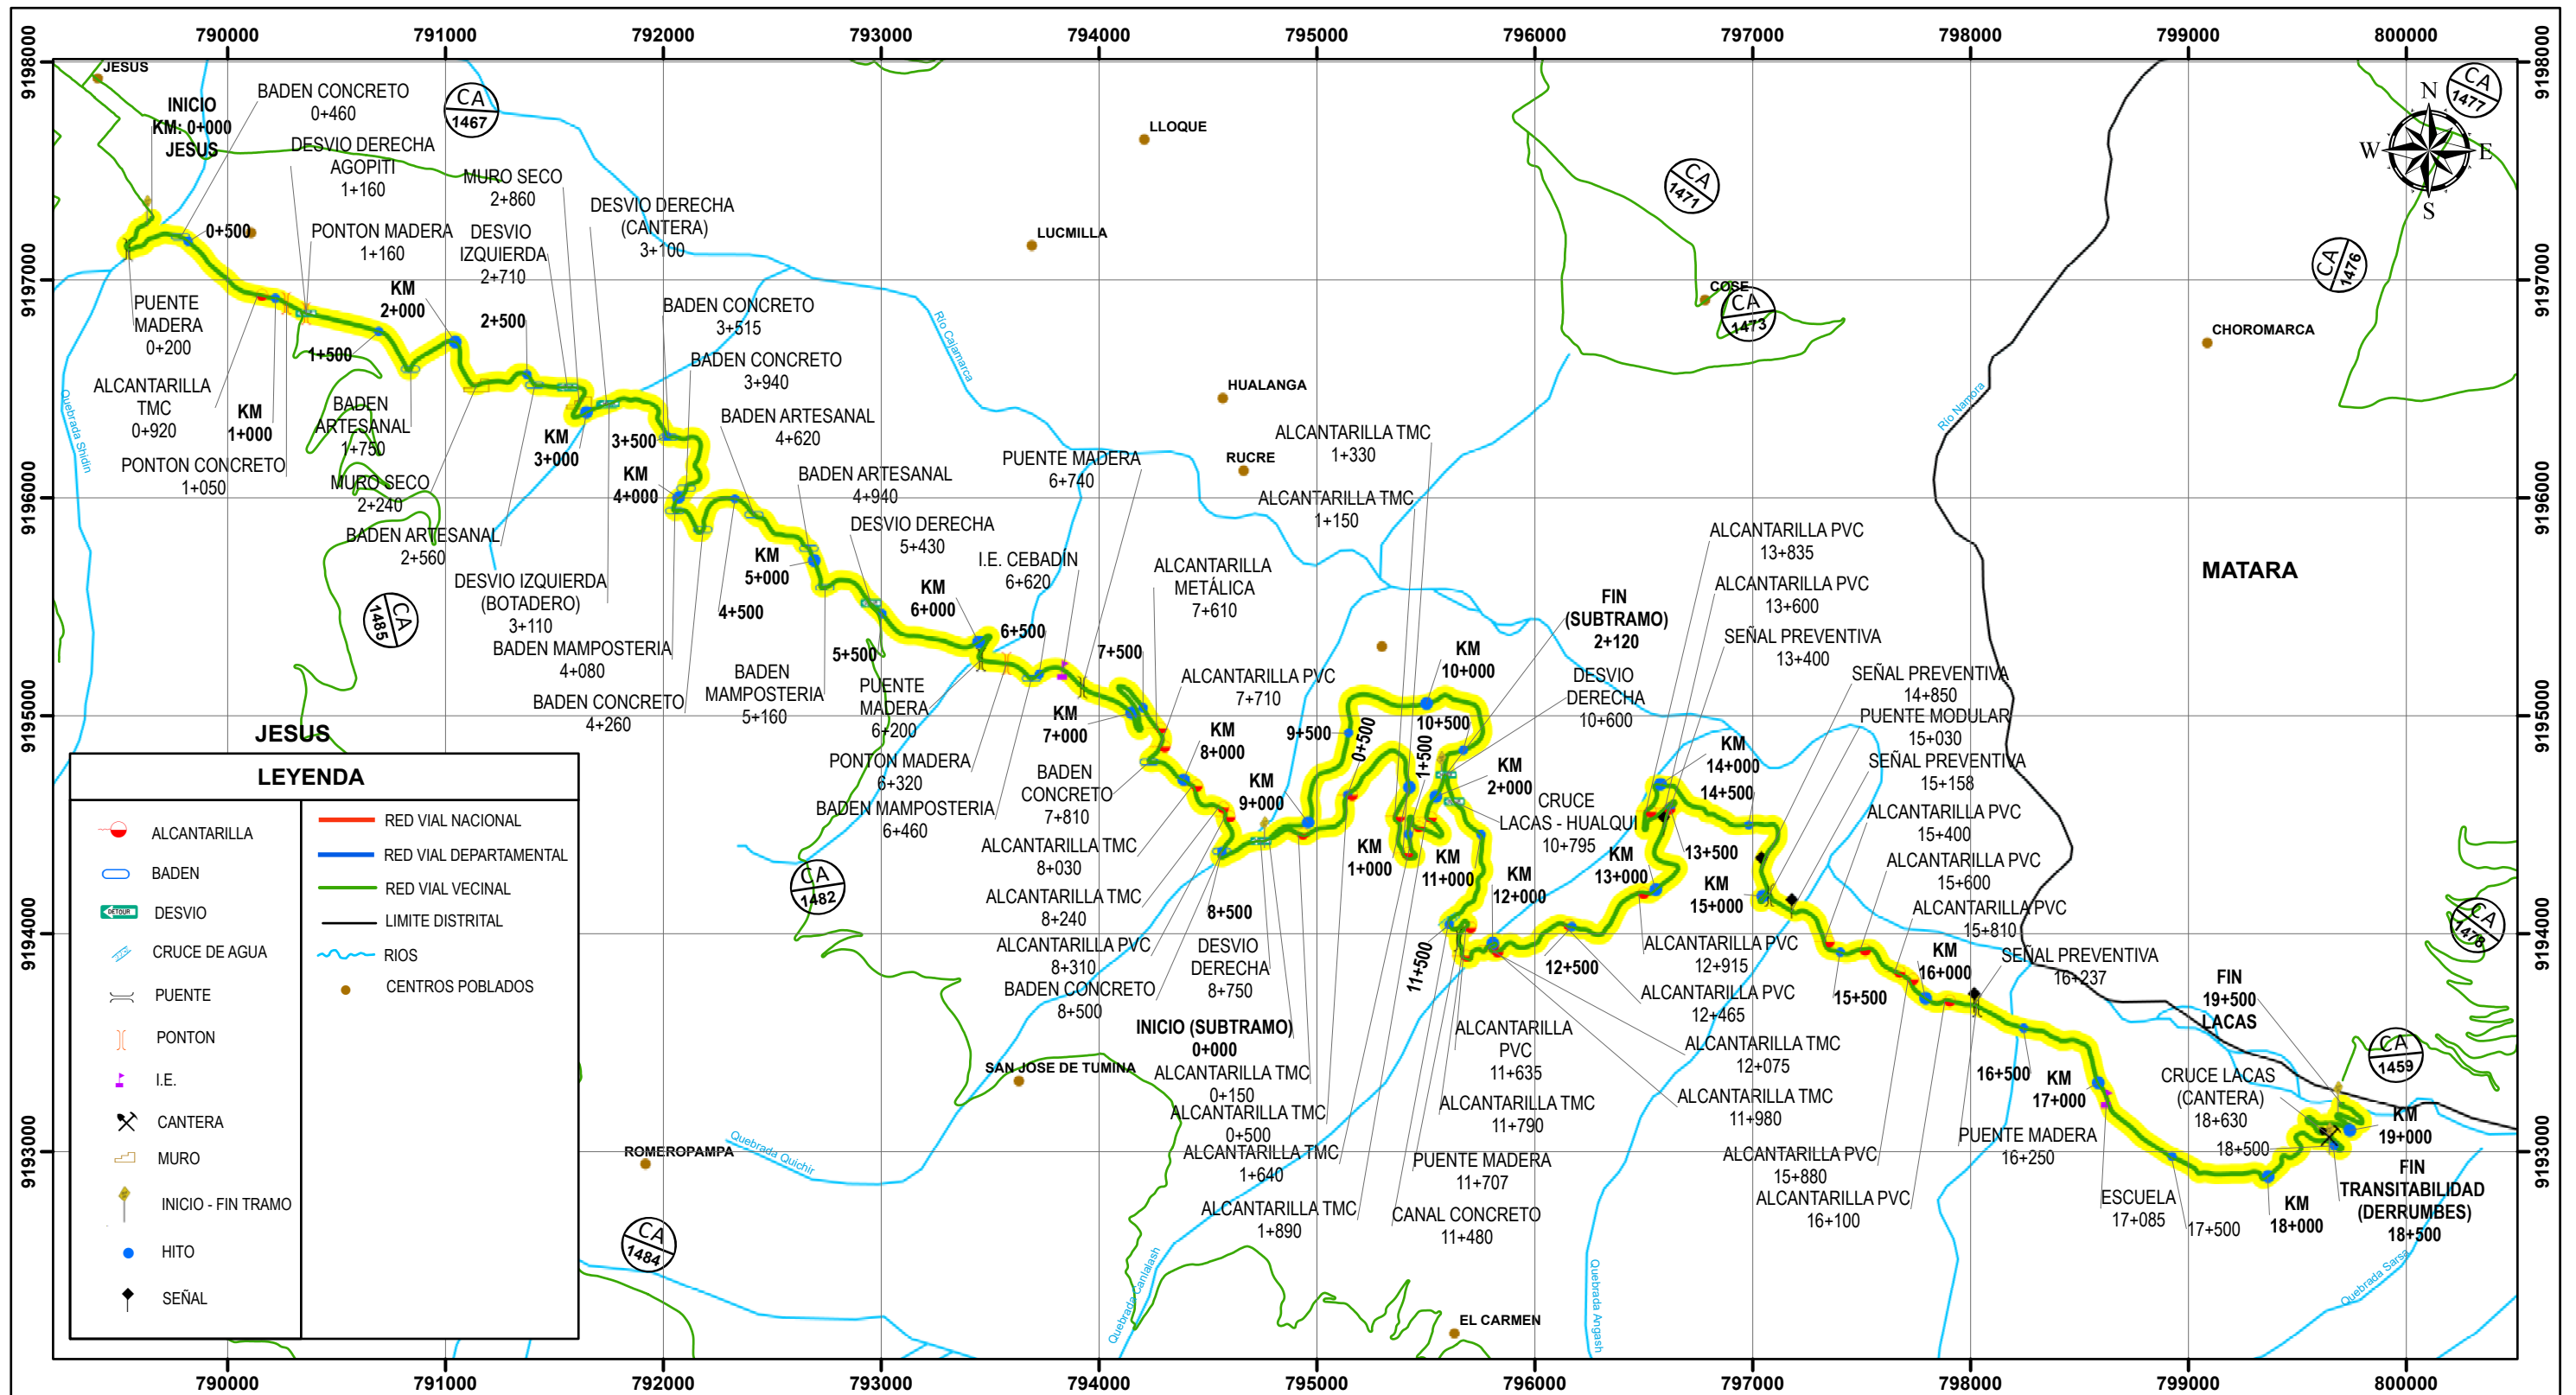 790000 791000 792000 793000 794000 795000 796000 797000 798000 799000 800000
9198000
9198000
JESUS
INICIO
KM: 0+000
JESUS
BADEN CONCRETO
0+460
DESVIO DERECHA
AGOPITI
1+160
PONTON MADERA
1+160
0+500
CA
1467
MURO SECO
2+860
DESVIO
IZQUIERDA
2+710
DESVIO DERECHA
(CANTERA)
3+100
LLOQUE
LUCMILLA
CA
1471
COSE
CA
1473
CA
1477
N
W
E
S
CA
1476
CHOROMARCA
9197000
9197000
PUENTE
MADERA
0+200
ALCANTARILLA
TMC
0+920
KM
1+000
PONTON CONCRETO
1+050
1+500
KM
2+000
2+500
BADEN
ARTESANAL
1+750
MURO SECO
2+240
BADEN ARTESANAL
2+560
KM
3+000
DESVIO IZQUIERDA
(BOTADERO)
3+110
BADEN CONCRETO
3+515
BADEN CONCRETO
3+940
3+500
KM
4+000
BADEN ARTESANAL
4+620
BADEN ARTESANAL
4+940
Río Cajamarca
Río Namora
Quebrada Shidin
HUALANGA
RUCRE
9196000
9196000
BADEN MAMPOSTERIA
4+080
BADEN CONCRETO
4+260
4+500
KM
5+000
BADEN
MAMPOSTERIA
5+160
DESVIO DERECHA
5+430
5+500
KM
6+000
PUENTE
MADERA
6+200
PONTON MADERA
6+320
BADEN MAMPOSTERIA
6+460
6+500
I.E. CEBADÍN
6+620
PUENTE MADERA
6+740
KM
7+000
7+500
ALCANTARILLA
METÁLICA
7+610
ALCANTARILLA PVC
7+710
BADEN
CONCRETO
7+810
KM
8+000
ALCANTARILLA TMC
8+030
ALCANTARILLA TMC
8+240
ALCANTARILLA PVC
8+310
BADEN CONCRETO
8+500
8+500
DESVIO
DERECHA
8+750
KM
9+000
9+500
KM
10+000
10+500
ALCANTARILLA TMC
1+330
ALCANTARILLA TMC
1+150
INICIO (SUBTRAMO)
0+000
ALCANTARILLA TMC
0+150
ALCANTARILLA TMC
0+500
0+500
KM
1+000
1+500
ALCANTARILLA TMC
1+640
ALCANTARILLA TMC
1+890
KM
2+000
FIN
(SUBTRAMO)
2+120
DESVIO
DERECHA
10+600
CRUCE
LACAS - HUALQUI
10+795
KM
11+000
CANAL CONCRETO
11+480
11+500
ALCANTARILLA
PVC
11+635
PUENTE MADERA
11+707
ALCANTARILLA TMC
11+790
ALCANTARILLA TMC
11+980
KM
12+000
ALCANTARILLA TMC
12+075
ALCANTARILLA PVC
12+465
12+500
ALCANTARILLA PVC
12+915
KM
13+000
SEÑAL PREVENTIVA
13+400
13+500
ALCANTARILLA PVC
13+600
ALCANTARILLA PVC
13+835
KM
14+000
14+500
SEÑAL PREVENTIVA
14+850
KM
15+000
PUENTE MODULAR
15+030
SEÑAL PREVENTIVA
15+158
ALCANTARILLA PVC
15+400
15+500
ALCANTARILLA PVC
15+600
ALCANTARILLA PVC
15+810
ALCANTARILLA PVC
15+880
KM
16+000
ALCANTARILLA PVC
16+100
SEÑAL PREVENTIVA
16+237
PUENTE MADERA
16+250
16+500
KM
17+000
ESCUELA
17+085
17+500
KM
18+000
18+500
FIN
TRANSITABILIDAD
(DERRUMBES)
18+500
CRUCE LACAS
(CANTERA)
18+630
KM
19+000
FIN
19+500
LACAS
MATARA
CA
1459
CA
1478
CA
1485
CA
1482
CA
1484
9195000
9195000
9194000
9194000
9193000
9193000
JESUS
SAN JOSE DE TUMINA
ROMEROPAMPA
EL CARMEN
Quebrada Quichir
Quebrada Canlalash
Quebrada Angash
Quebrada Sarsa
LEYENDA
ALCANTARILLA
BADEN
DETOUR
DESVIO
CRUCE DE AGUA
PUENTE
PONTON
I.E.
CANTERA
MURO
INICIO - FIN TRAMO
HITO
SEÑAL
RED VIAL NACIONAL
RED VIAL DEPARTAMENTAL
RED VIAL VECINAL
LIMITE DISTRITAL
RIOS
CENTROS POBLADOS
790000 791000 792000 793000 794000 795000 796000 797000 798000 799000 800000